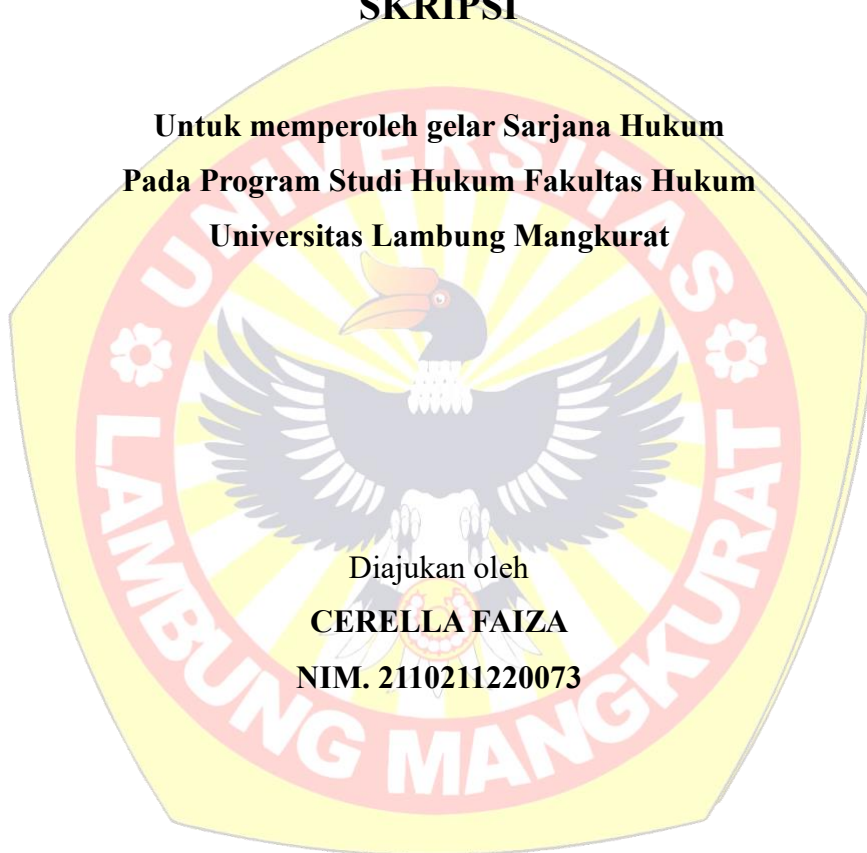 SKRIPSI
Untuk memperoleh gelar Sarjana Hukum
Pada Program Studi Hukum Fakultas Hukum
Universitas Lambung Mangkurat
Diajukan oleh
CERELLA FAIZA
NIM. 2110211220073
UNIVERSITAS
LAMBUNG MANGKURAT